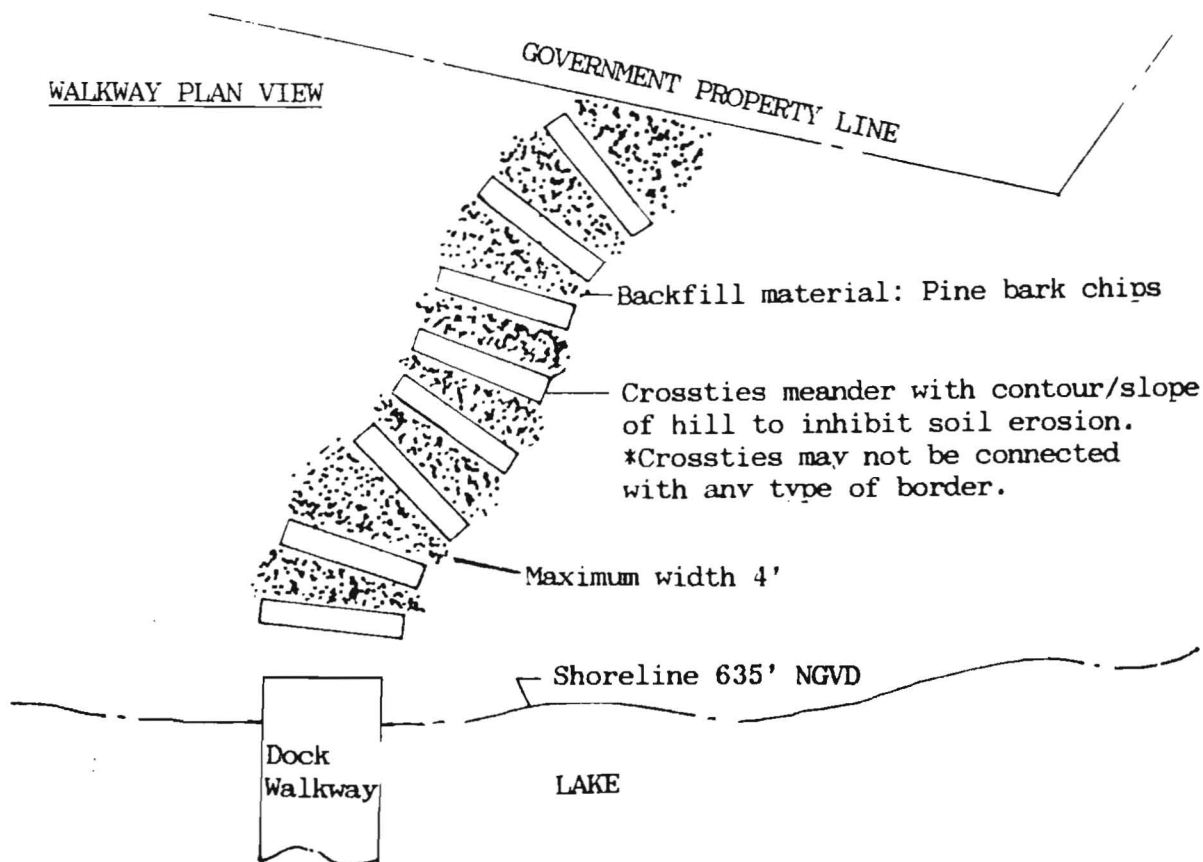 GOVERNMENT PROPERTY LINE
WALKWAY PLAN VIEW
Backfill material: Pine bark chips
Crossties meander with contour/slope
of hill to inhibit soil erosion.
*Crossties may not be connected
with any type of border.
Maximum width 4'
Shoreline 635' NGVD
Dock
Walkway
LAKE